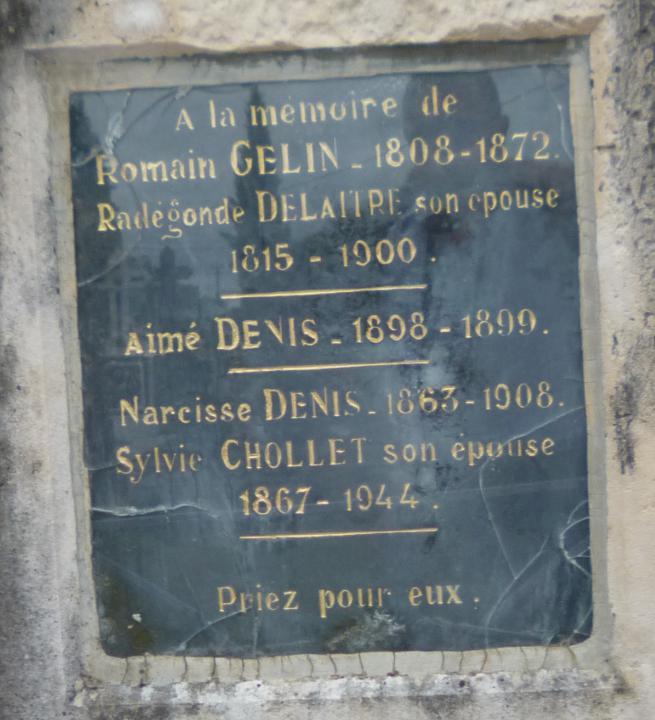 A la mémoire de
Romain GELIN - 1808-1872.
Radégonde DELAITRE son épouse
1815 - 1900.
Aimé DENIS - 1898-1899.
Narcisse DENIS - 1863-1908.
Sylvie CHOLLET son épouse
1867-1944.
Priez pour eux.